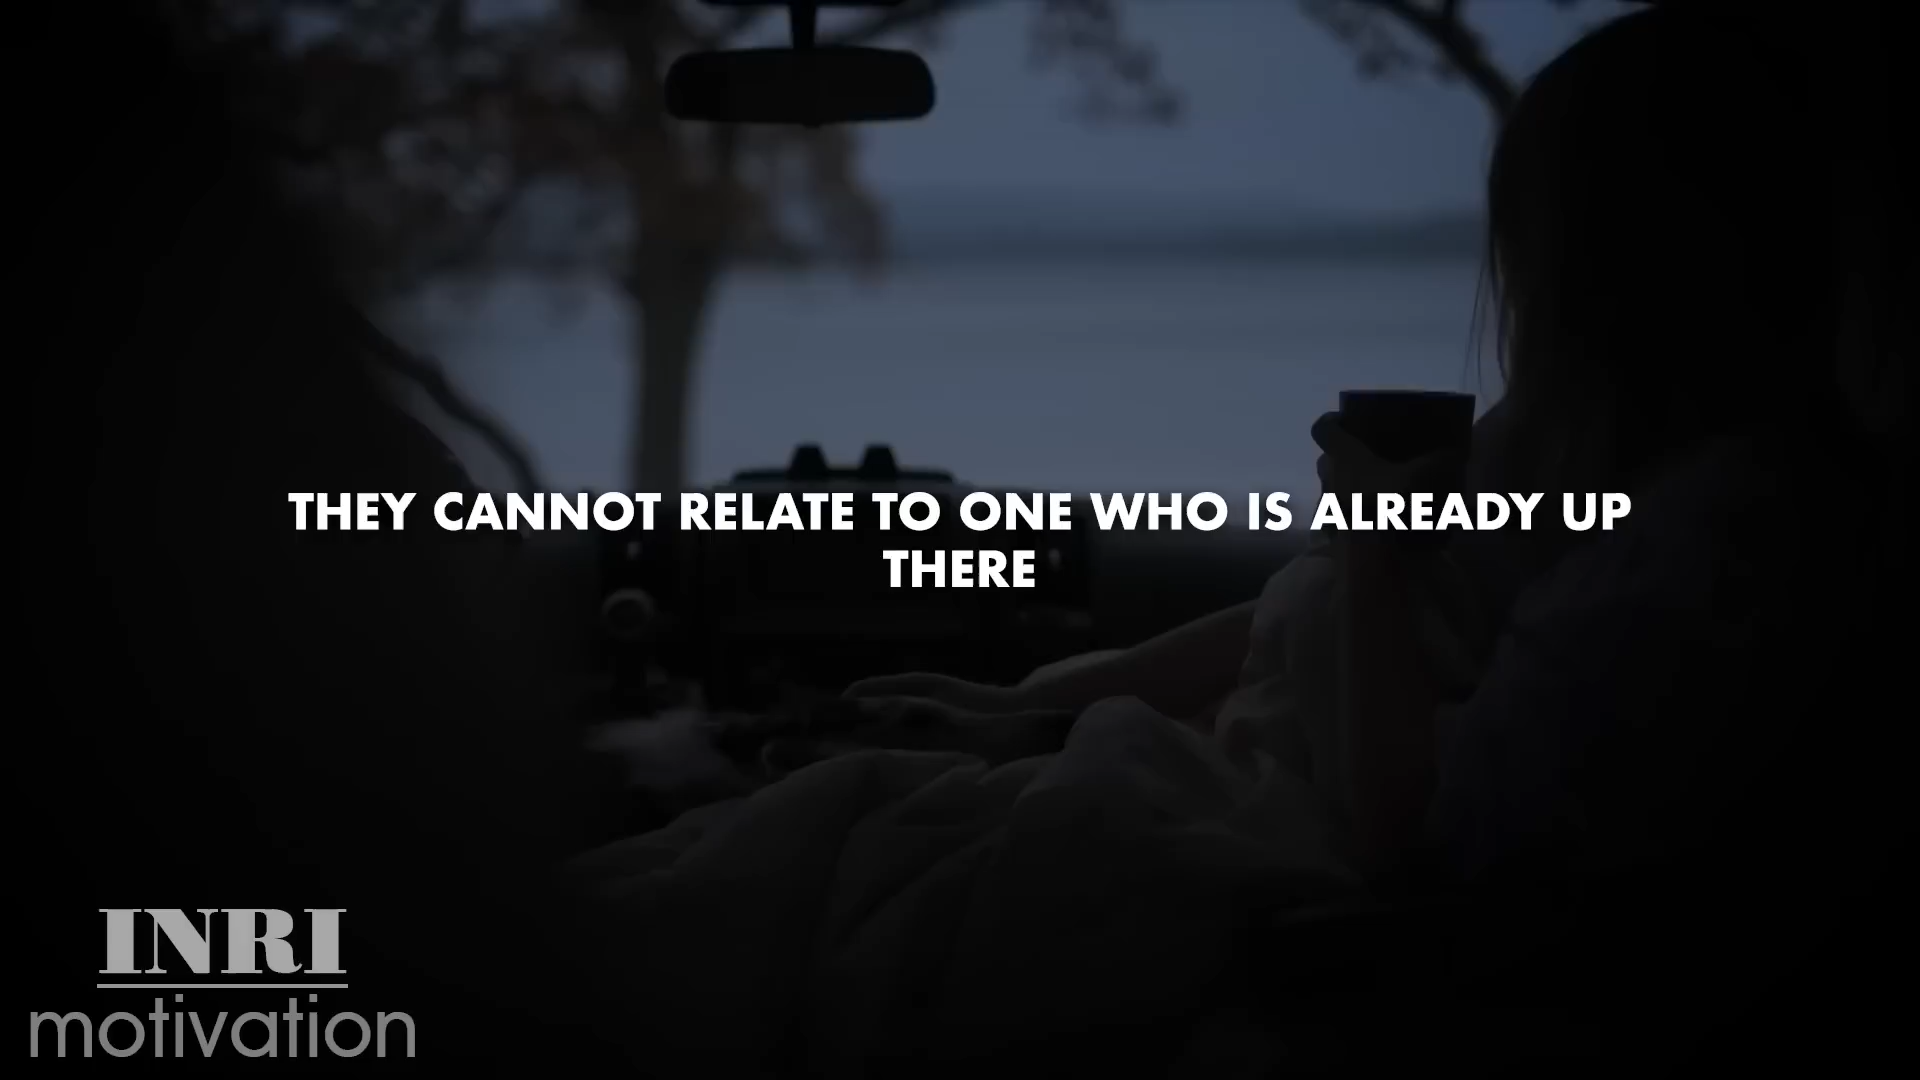 THEY CANNOT RELATE TO ONE WHO IS ALREADY UP
THERE
INRI
motivation